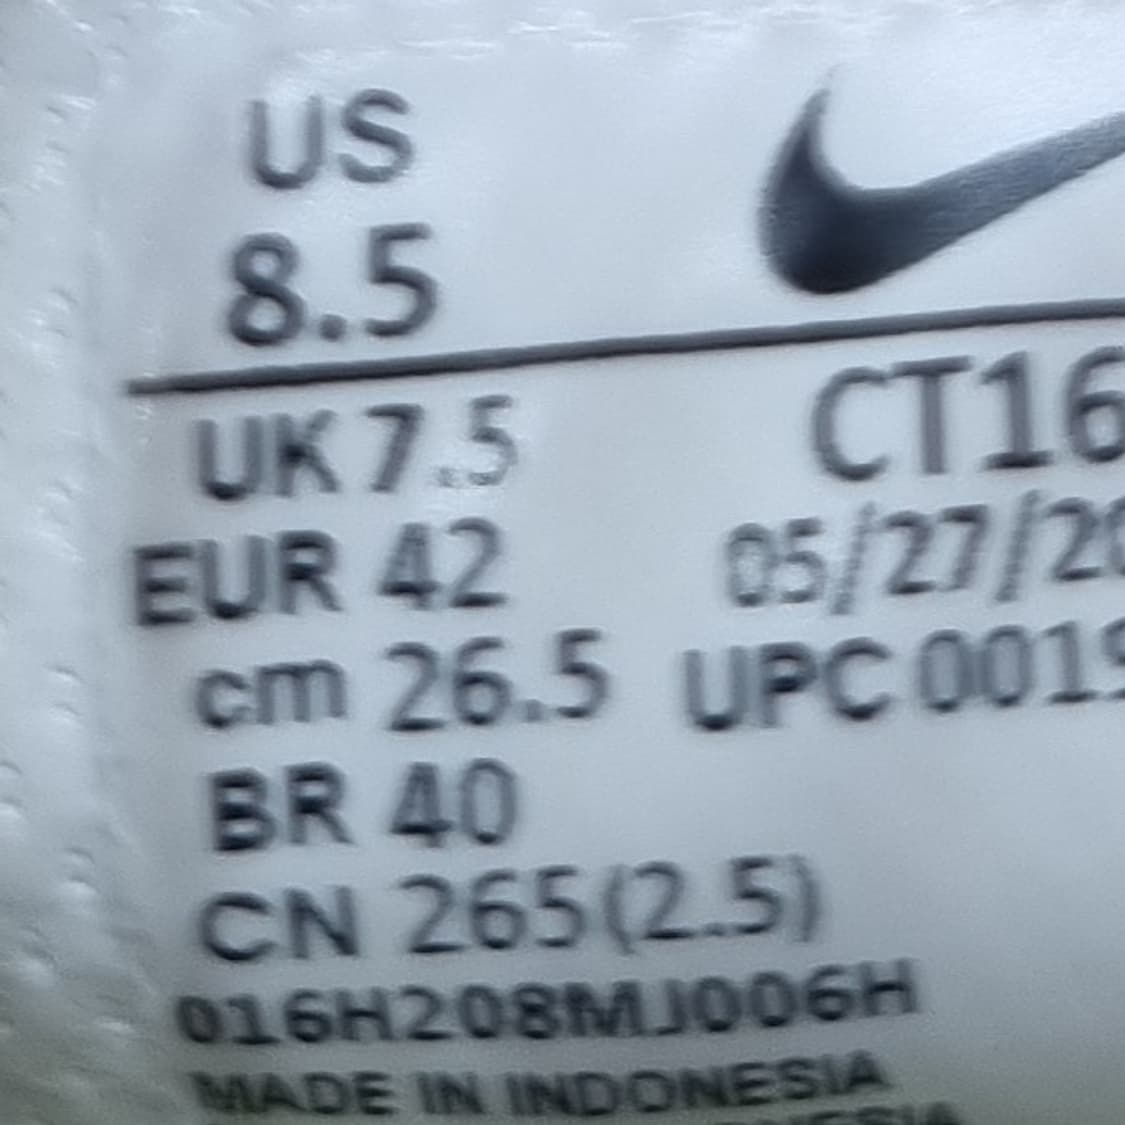 US
8.5
UK 7.5 CT16
EUR 42 05/27/20
cm 26.5 UPC 0019
BR 40
CN 265 (2.5)
016H208MJ006H
MADE IN INDONESIA